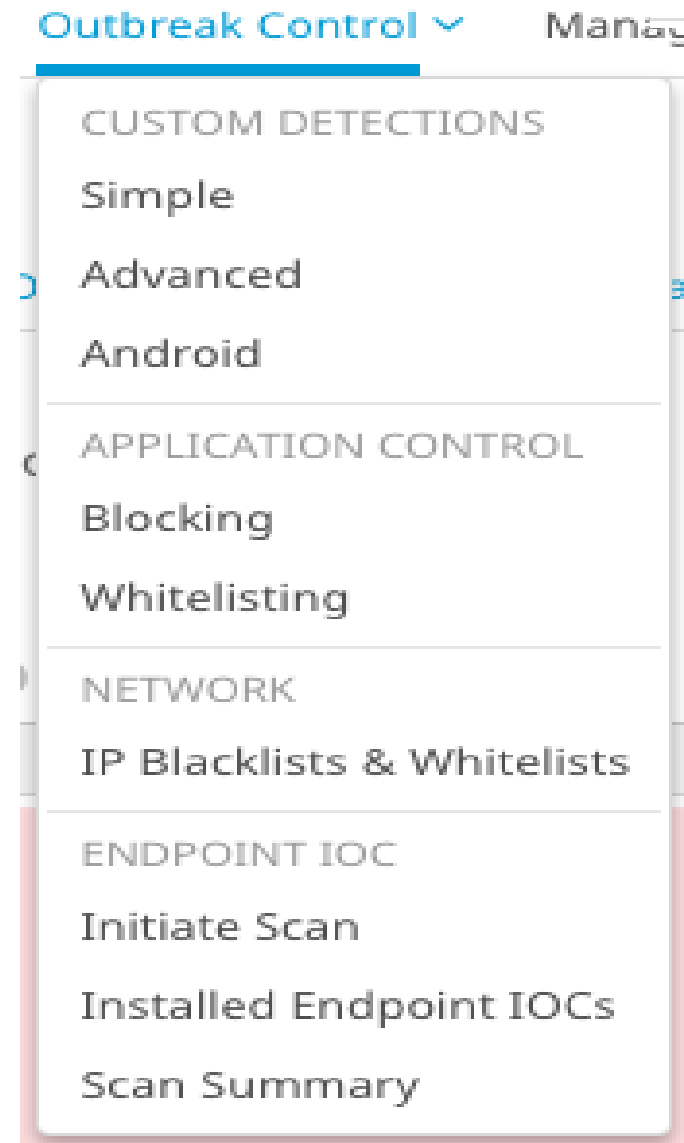 Outbreak Control
CUSTOM DETECTIONS
Simple
Advanced
Android
APPLICATION CONTROL
Blocking
Whitelisting
NETWORK
IP Blacklists & Whitelists
ENDPOINT IOC
Initiate Scan
Installed Endpoint IOCs
Scan Summary